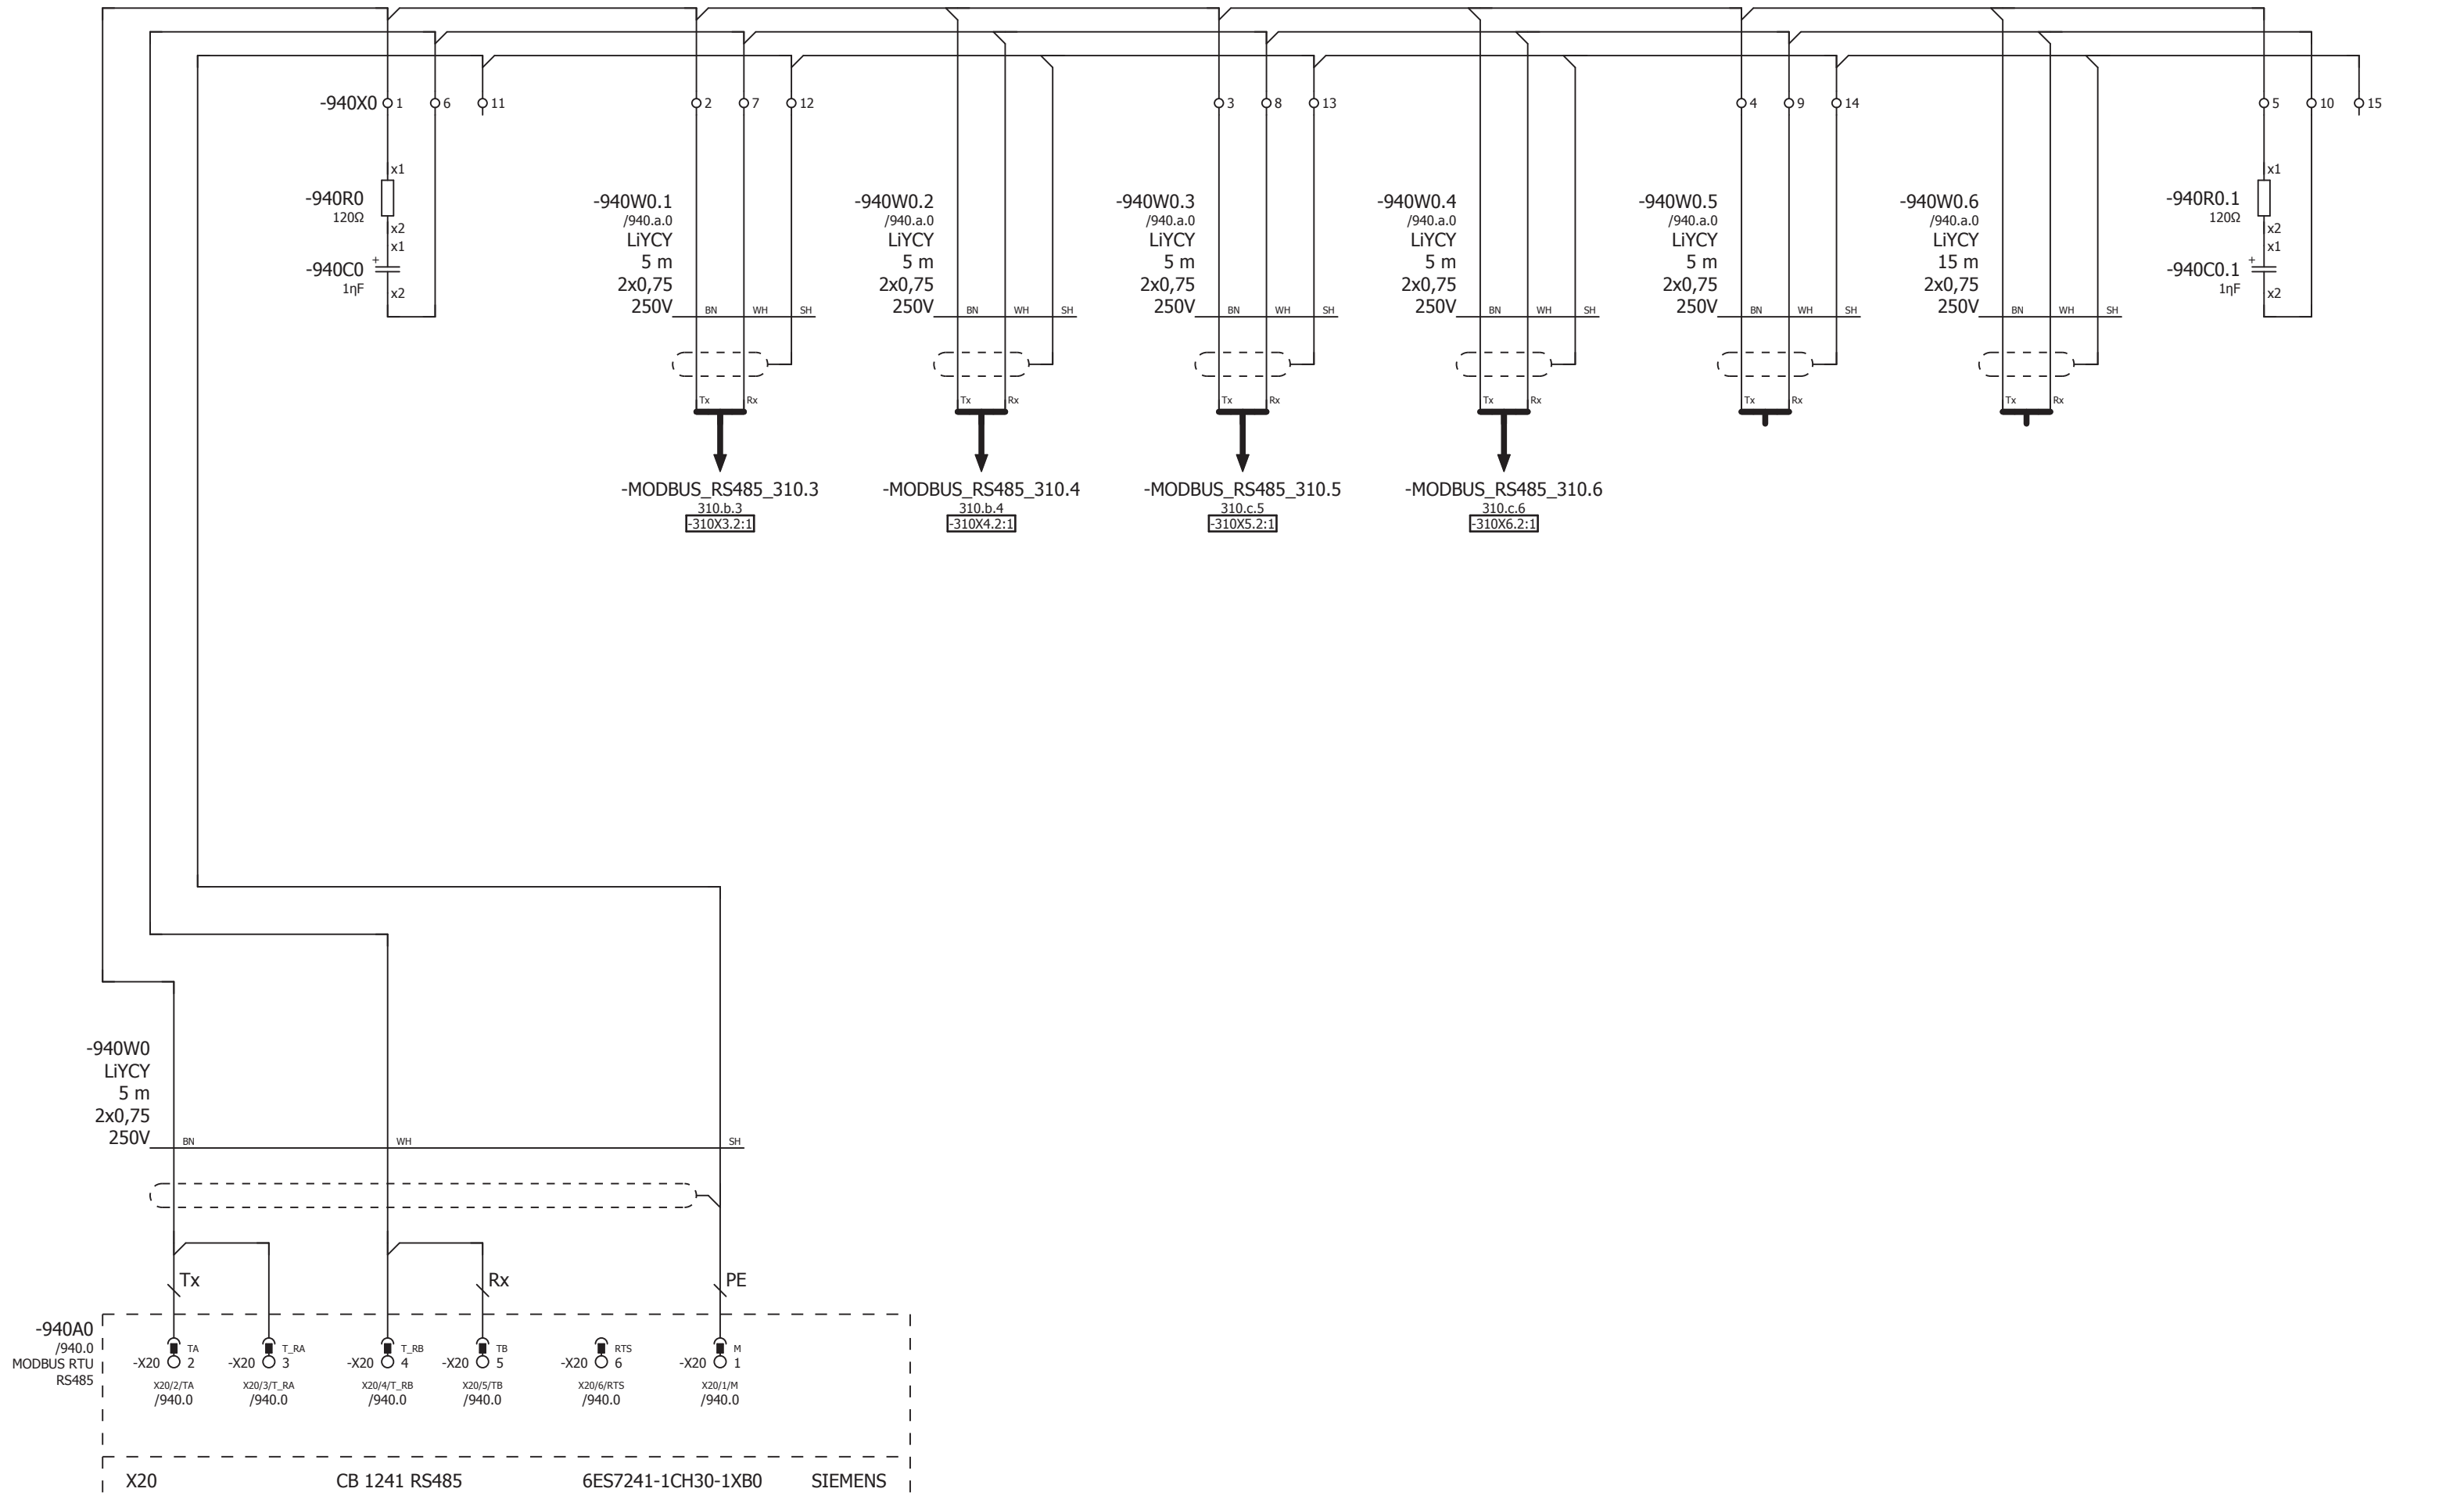 -940X0 1 6 11 2 7 12 3 8 13 4 9 14 5 10 15
-940R0
120Ω
x1
x2
-940C0
1ηF
+
x1
x2
-940W0.1
/940.a.0
LiYCY
5 m
2x0,75
250V
BN WH SH
Tx Rx
-MODBUS_RS485_310.3
310.b.3
-310X3.2:1
-940W0.2
/940.a.0
LiYCY
5 m
2x0,75
250V
BN WH SH
Tx Rx
-MODBUS_RS485_310.4
310.b.4
-310X4.2:1
-940W0.3
/940.a.0
LiYCY
5 m
2x0,75
250V
BN WH SH
Tx Rx
-MODBUS_RS485_310.5
310.c.5
-310X5.2:1
-940W0.4
/940.a.0
LiYCY
5 m
2x0,75
250V
BN WH SH
Tx Rx
-MODBUS_RS485_310.6
310.c.6
-310X6.2:1
-940W0.5
/940.a.0
LiYCY
5 m
2x0,75
250V
BN WH SH
Tx Rx
-940W0.6
/940.a.0
LiYCY
15 m
2x0,75
250V
BN WH SH
Tx Rx
-940R0.1
120Ω
x1
x2
-940C0.1
1ηF
+
x1
x2
-940W0
LiYCY
5 m
2x0,75
250V
BN WH SH
Tx Rx PE
-940A0
/940.0
MODBUS RTU
RS485
TA T_RA T_RB TB RTS M
-X20 2 -X20 3 -X20 4 -X20 5 -X20 6 -X20 1
X20/2/TA X20/3/T_RA X20/4/T_RB X20/5/TB X20/6/RTS X20/1/M
/940.0 /940.0 /940.0 /940.0 /940.0 /940.0
X20 CB 1241 RS485 6ES7241-1CH30-1XB0 SIEMENS